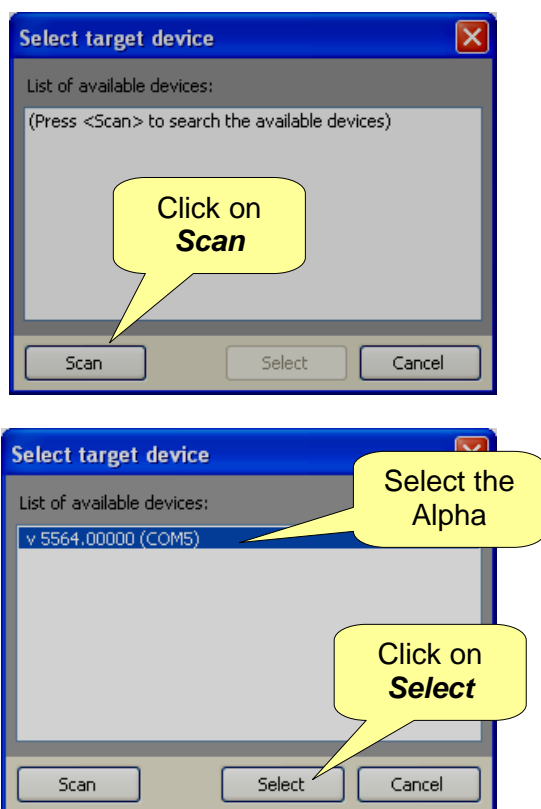 Select target device
List of available devices:
(Press <Scan> to search the available devices)
Click on
Scan
Scan Select Cancel
Select target device
Select the
Alpha
List of available devices:
v 5564.00000 (COM5)
Click on
Select
Scan Select Cancel